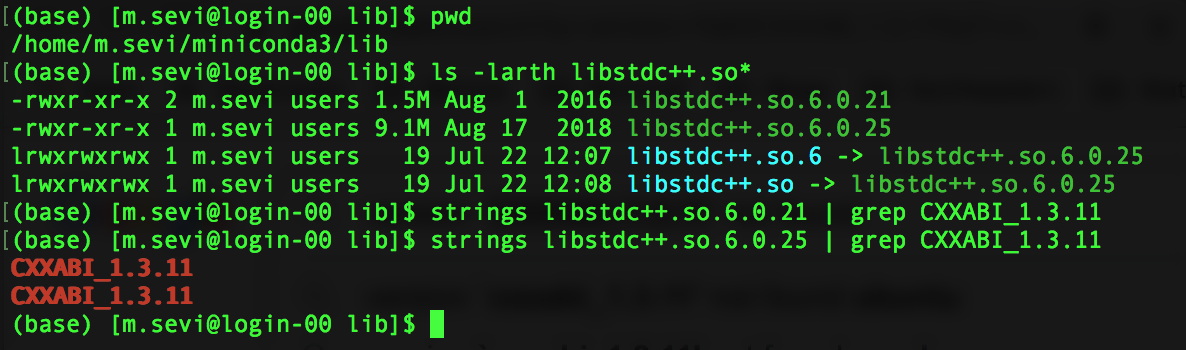 [(base) [m.sevi@login-00 lib]$ pwd
/home/m.sevi/miniconda3/lib
[(base) [m.sevi@login-00 lib]$ ls -larth libstdc++.so*
-rwxr-xr-x 2 m.sevi users 1.5M Aug  1  2016 libstdc++.so.6.0.21
-rwxr-xr-x 1 m.sevi users 9.1M Aug 17  2018 libstdc++.so.6.0.25
lrwxrwxrwx 1 m.sevi users   19 Jul 22 12:07 libstdc++.so.6 -> libstdc++.so.6.0.25
lrwxrwxrwx 1 m.sevi users   19 Jul 22 12:08 libstdc++.so -> libstdc++.so.6.0.25
[(base) [m.sevi@login-00 lib]$ strings libstdc++.so.6.0.21 | grep CXXABI_1.3.11
[(base) [m.sevi@login-00 lib]$ strings libstdc++.so.6.0.25 | grep CXXABI_1.3.11
CXXABI_1.3.11
CXXABI_1.3.11
(base) [m.sevi@login-00 lib]$